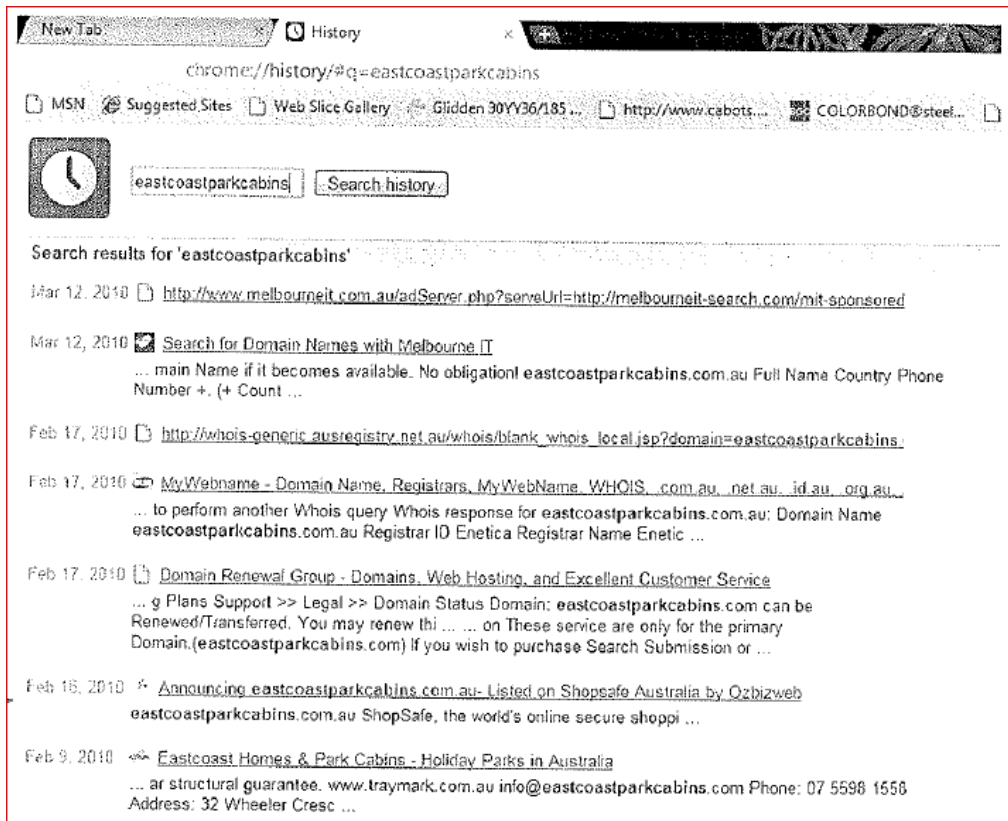 New Tab × History ×
chrome://history/#q=eastcoastparkcabins
MSN Suggested Sites Web Slice Gallery Glidden 30YY36/185 ... http://www.cabots.... COLORBOND®steel...
eastcoastparkcabins Search history
Search results for 'eastcoastparkcabins'
Mar 12, 2010 http://www.melbourneit.com.au/adServer.php?serveUrl=http://melbourneit-search.com/mit-sponsored
Mar 12, 2010 Search for Domain Names with Melbourne IT
... main Name if it becomes available. No obligation! eastcoastparkcabins.com.au Full Name Country Phone
Number +. (+ Count ...
Feb 17, 2010 http://whois-generic.ausregistry.net.au/whois/blank_whois_local.jsp?domain=eastcoastparkcabins.
Feb 17, 2010 MyWebname - Domain Name, Registrars, MyWebName, WHOIS, .com.au, .net.au, .id.au, .org.au,
... to perform another Whois query Whois response for eastcoastparkcabins.com.au: Domain Name
eastcoastparkcabins.com.au Registrar ID Enetica Registrar Name Enetic ...
Feb 17, 2010 Domain Renewal Group - Domains, Web Hosting, and Excellent Customer Service
... g Plans Support >> Legal >> Domain Status Domain: eastcoastparkcabins.com can be
Renewed/Transferred. You may renew thi ... ... on These service are only for the primary
Domain.(eastcoastparkcabins.com) If you wish to purchase Search Submission or ...
Feb 16, 2010 Announcing eastcoastparkcabins.com.au- Listed on Shopsafe Australia by Ozbizweb
eastcoastparkcabins.com.au ShopSafe, the world's online secure shoppi ...
Feb 9, 2010 Eastcoast Homes & Park Cabins - Holiday Parks in Australia
... ar structural guarantee. www.traymark.com.au info@eastcoastparkcabins.com Phone: 07 5598 1558
Address: 32 Wheeler Cresc ...